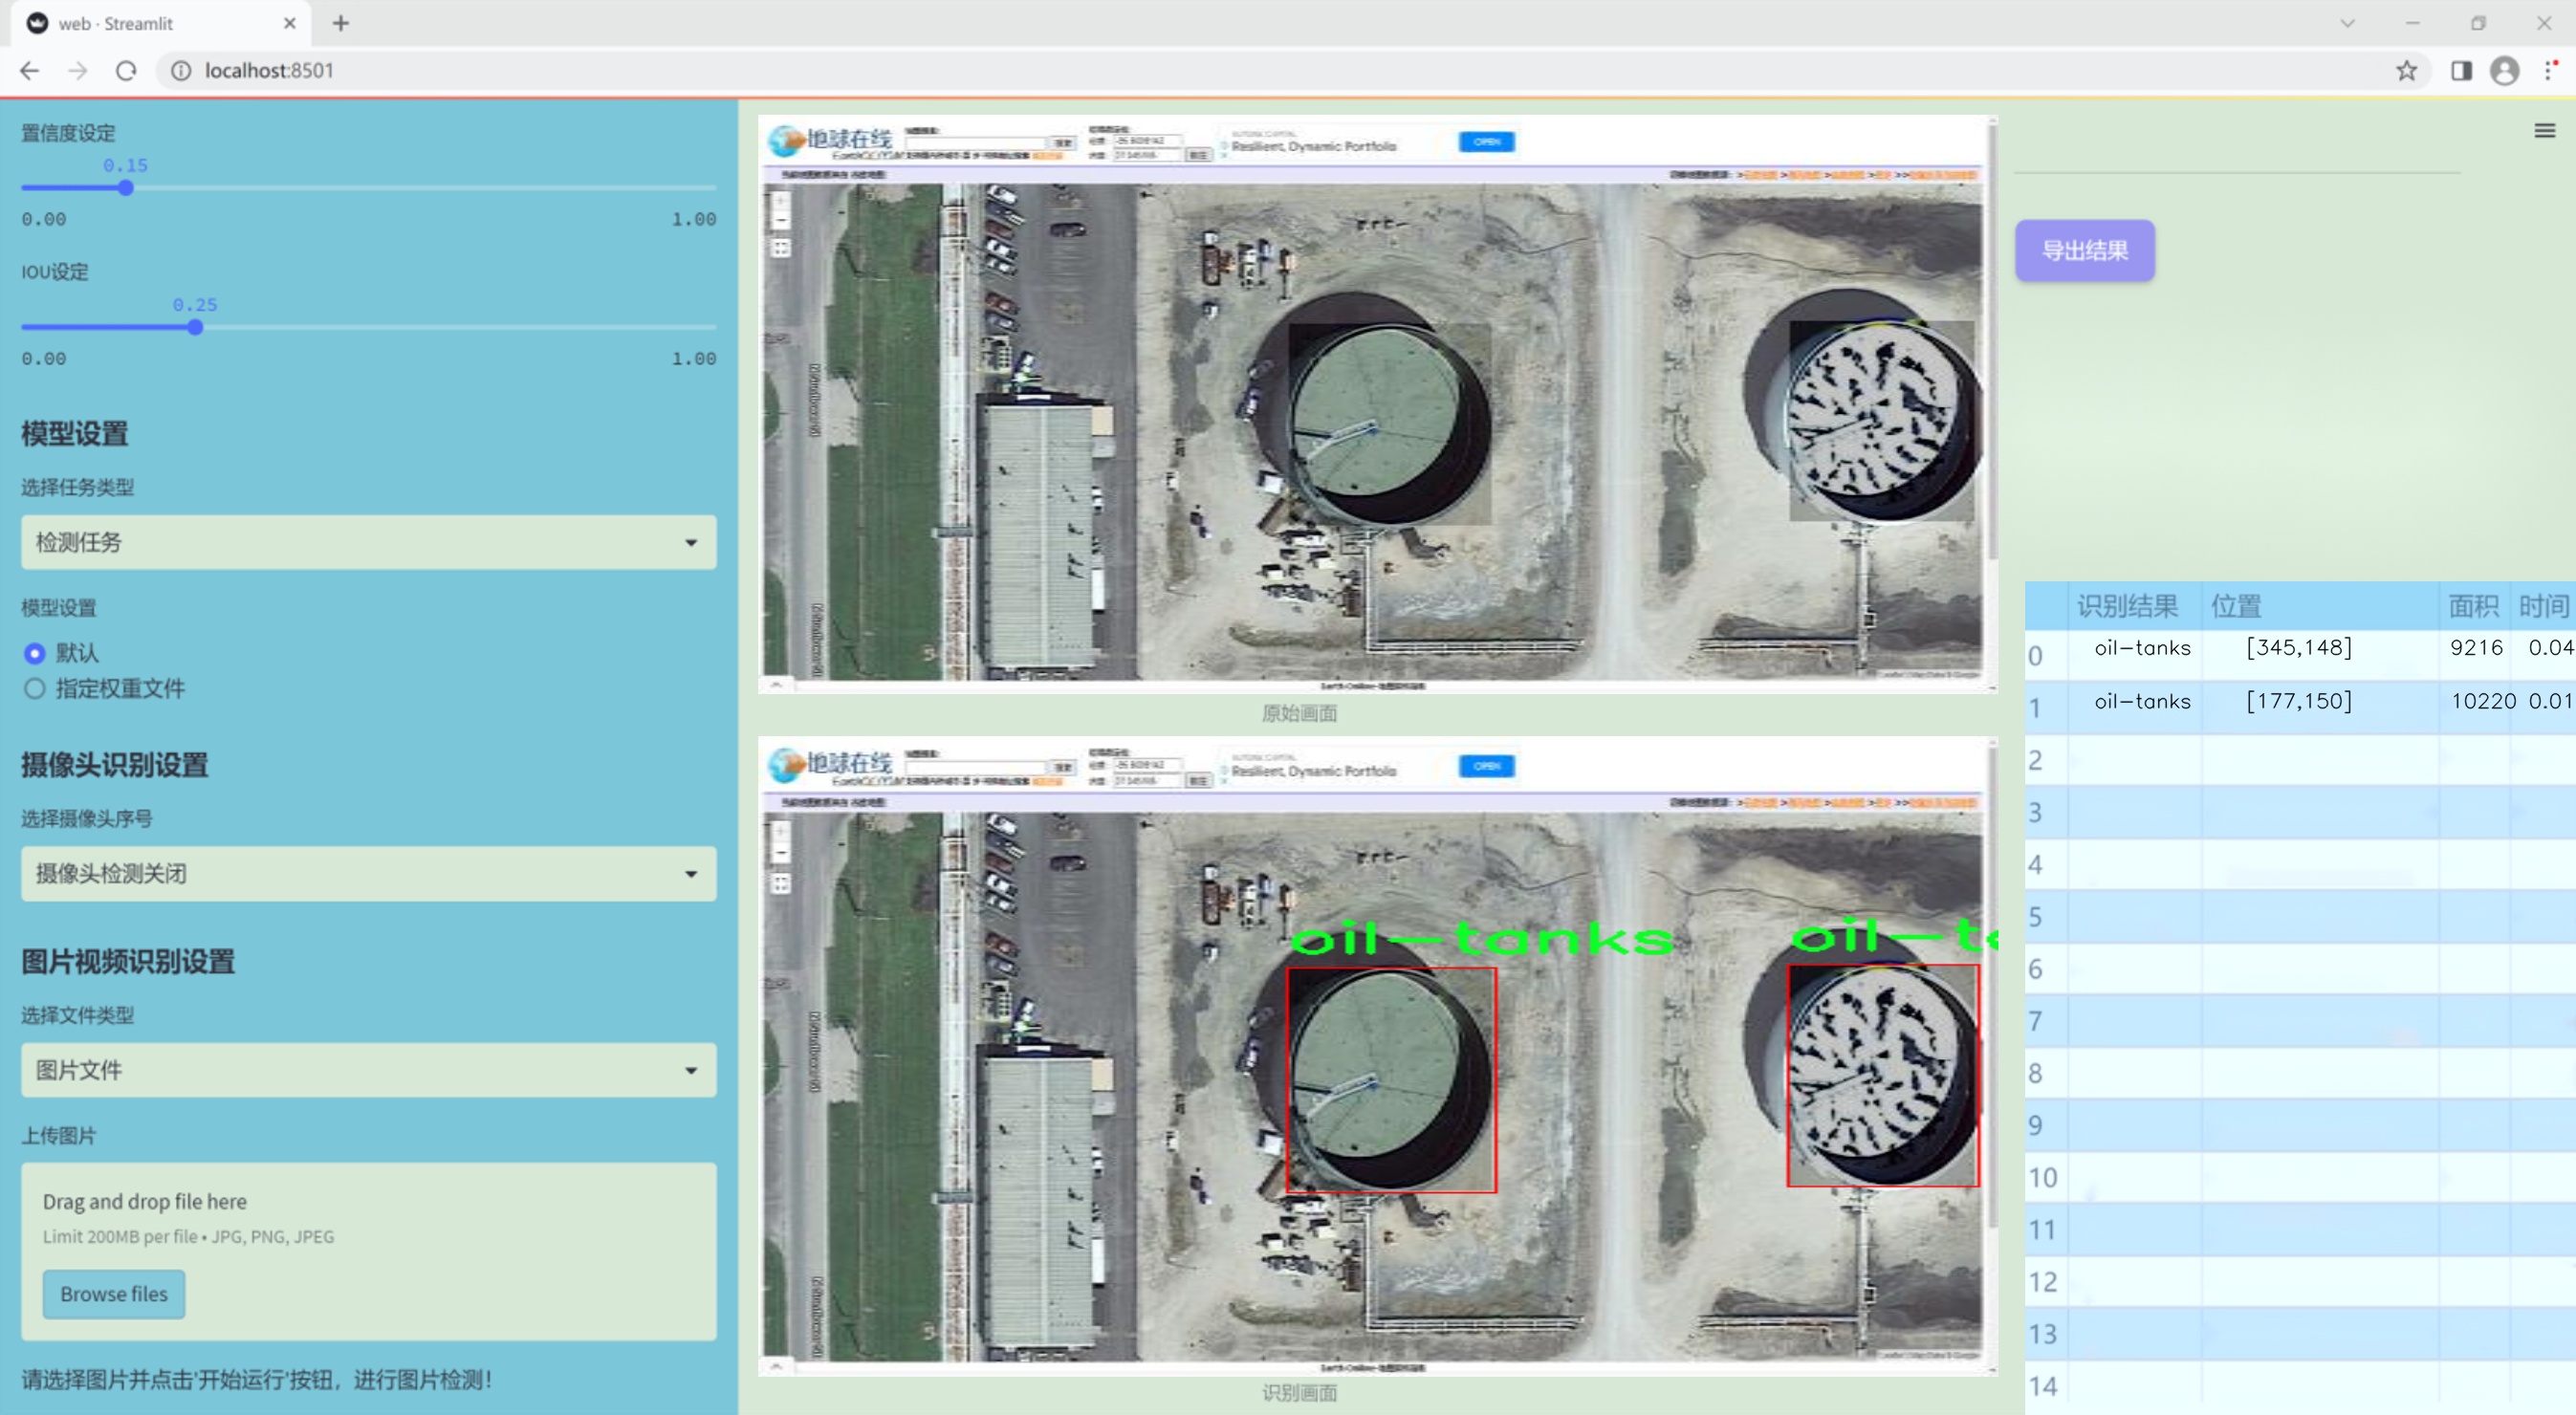 web · Streamlit
localhost:8501
置信度设定
0.15
0.00 1.00
IOU设定
0.25
0.00 1.00
模型设置
选择任务类型
检测任务
模型设置
默认
指定权重文件
摄像头识别设置
选择摄像头序号
摄像头检测关闭
图片视频识别设置
选择文件类型
图片文件
上传图片
Drag and drop file here
Limit 200MB per file • JPG, PNG, JPEG
Browse files
请选择图片并点击'开始运行'按钮，进行图片检测！
地球在线
Resilient, Dynamic Portfolio
OPEN
原始画面
地球在线
Resilient, Dynamic Portfolio
OPEN
oil-tanks
oil-t
识别画面
导出结果
识别结果 位置 面积 时间
0 oil-tanks [345,148] 9216 0.04
1 oil-tanks [177,150] 10220 0.01
2
3
4
5
6
7
8
9
10
11
12
13
14